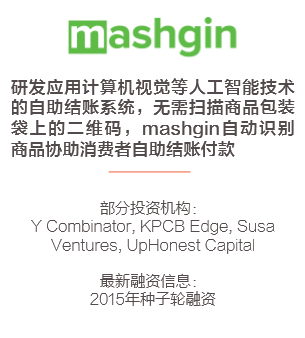 mashgin
研发应用计算机视觉等人工智能技术
的自助结账系统，无需扫描商品包装
袋上的二维码，mashgin自动识别
商品协助消费者自助结账付款
部分投资机构：
Y Combinator, KPCB Edge, Susa
Ventures, UpHonest Capital
最新融资信息：
2015年种子轮融资